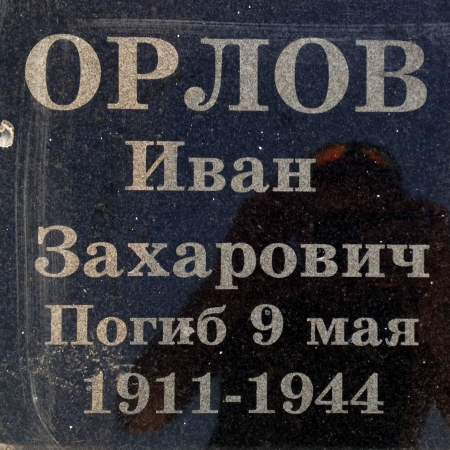 ОРЛОВ
Иван
Захарович
Погиб 9 мая
1911-1944